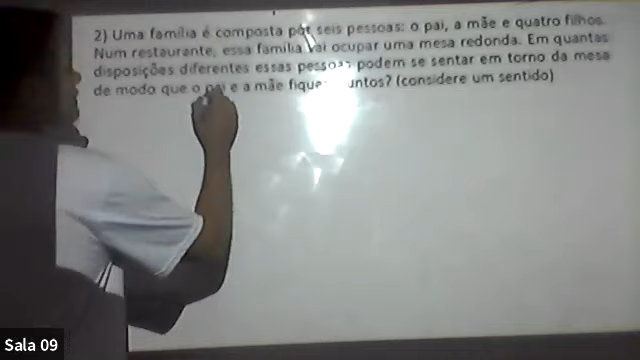 2) Uma família é composta por seis pessoas: o pai, a mãe e quatro filhos.
Num restaurante, essa família vai ocupar uma mesa redonda. Em quantas
disposições diferentes essas pessoas podem se sentar em torno da mesa
de modo que o pai e a mãe fiquem juntos? (considere um sentido)
Sala 09